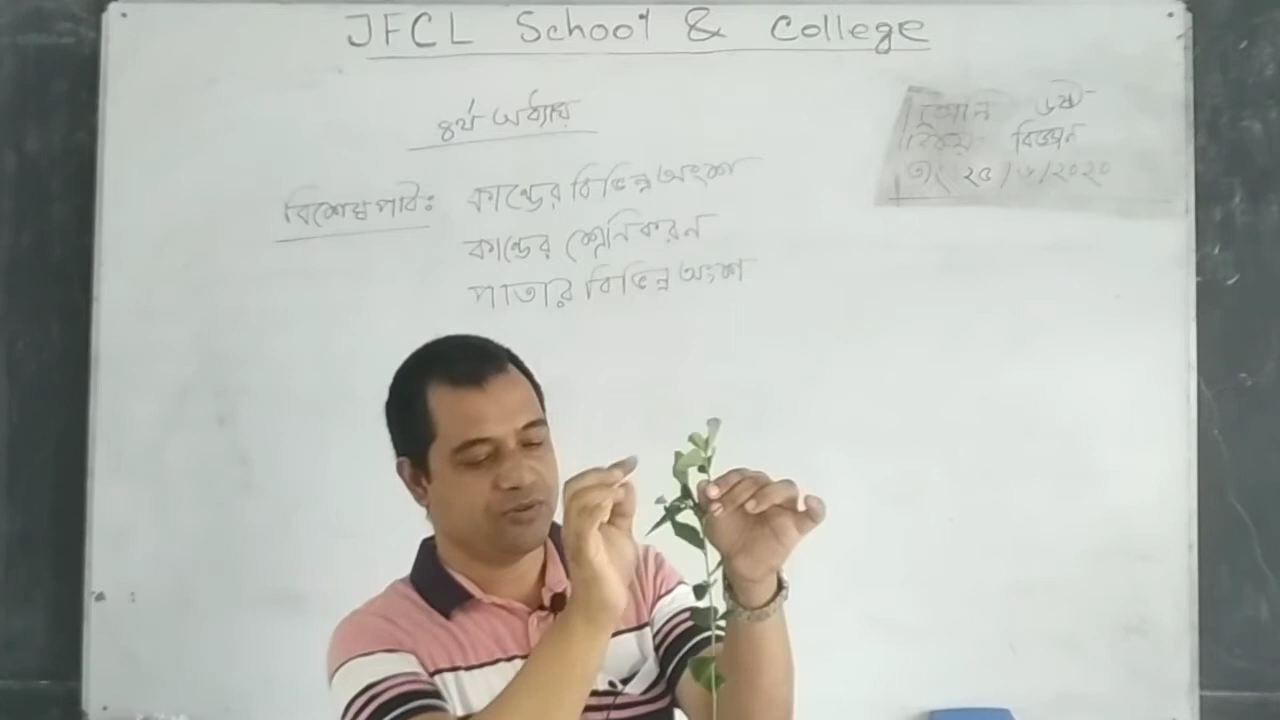 JFCL School & College
৪র্থ অধ্যায়
শ্রেণি ৬ষ্ঠ
বিষয়: বিজ্ঞান
তাং ২৫/৬/২০২০
বিশেষ পাঠঃ কান্ডের বিভিন্ন অংশ
কান্ডের শ্রেনিকরন
পাতার বিভিন্ন অংশ